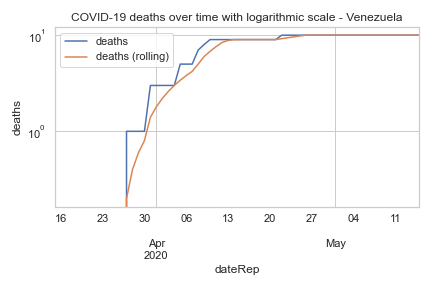 COVID-19 deaths over time with logarithmic scale - Venezuela
deaths
deaths (rolling)
10¹
10⁰
deaths
16 23 30 06 13 20 27 04 11
Apr May
2020
dateRep